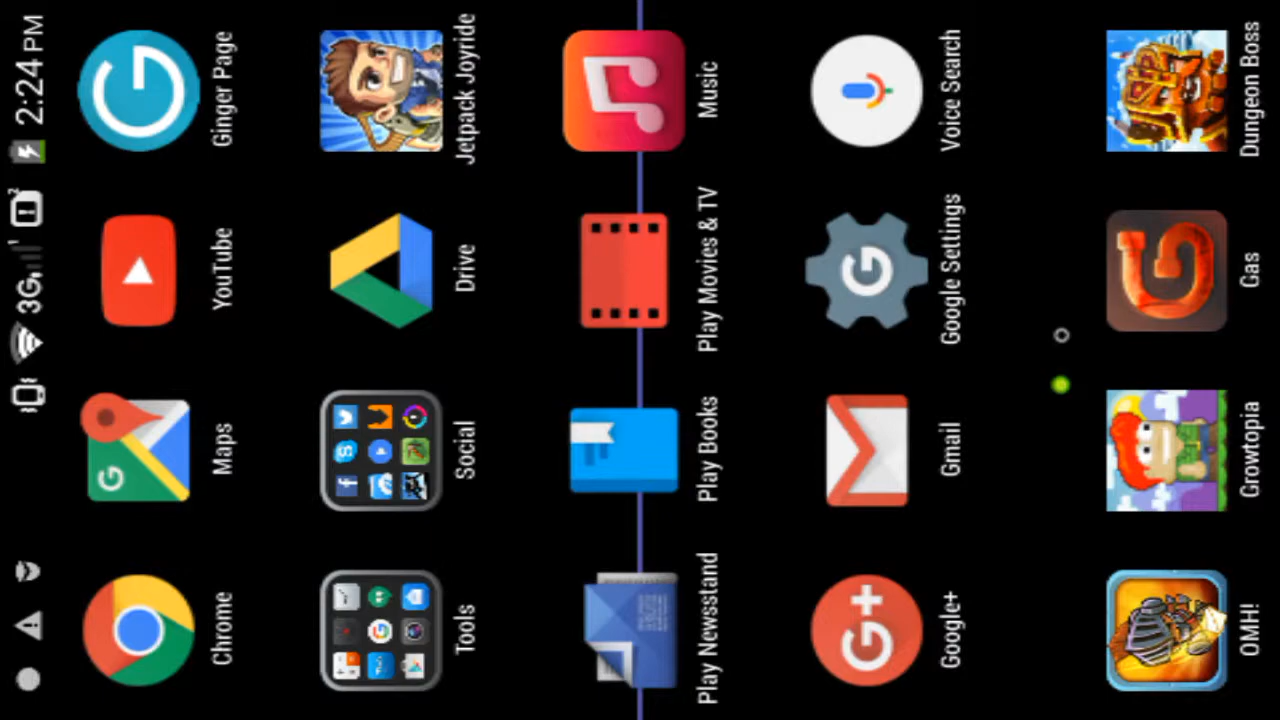 3G 2:24 PM
Chrome Maps YouTube Ginger Page
Tools Social Drive Jetpack Joyride
Play Newsstand Play Books Play Movies & TV Music
Google+ Gmail Google Settings Voice Search
OMH! Growtopia Gas Dungeon Boss